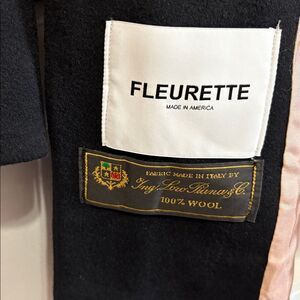 FLEURETTE
MADE IN AMERICA
FABRIC MADE IN ITALY BY
Ing. Loro Piana & C.
100% WOOL